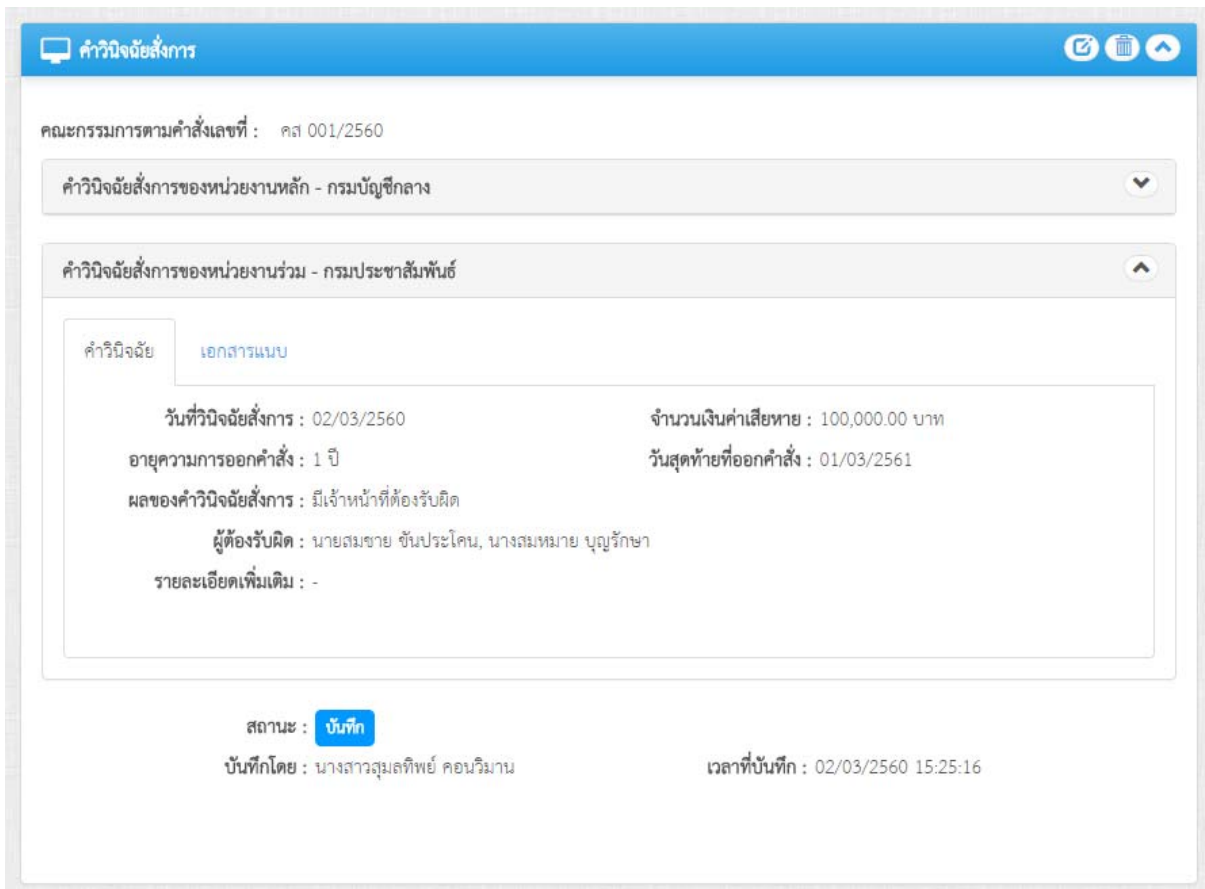 คำวินิจฉัยสั่งการ
คณะกรรมการตามคำสั่งเลขที่ : คส 001/2560
คำวินิจฉัยสั่งการของหน่วยงานหลัก - กรมบัญชีกลาง
คำวินิจฉัยสั่งการของหน่วยงานร่วม - กรมประชาสัมพันธ์
คำวินิจฉัย เอกสารแนบ
วันที่วินิจฉัยสั่งการ : 02/03/2560 จำนวนเงินค่าเสียหาย : 100,000.00 บาท
อายุความการออกคำสั่ง : 1 ปี วันสุดท้ายที่ออกคำสั่ง : 01/03/2561
ผลของคำวินิจฉัยสั่งการ : มีเจ้าหน้าที่ต้องรับผิด
ผู้ต้องรับผิด : นายสมชาย ขันประโคน, นางสมหมาย บุญรักษา
รายละเอียดเพิ่มเติม : -
สถานะ : บันทึก
บันทึกโดย : นางสาวสุมลทิพย์ คอนวิมาน เวลาที่บันทึก : 02/03/2560 15:25:16